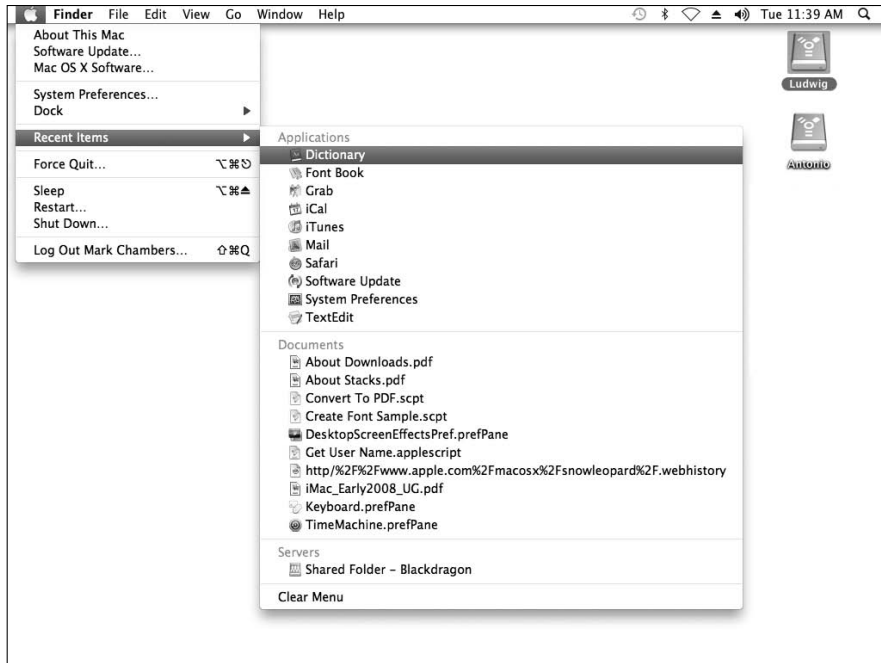 Finder File Edit View Go Window Help Tue 11:39 AM
About This Mac
Software Update...
Mac OS X Software...
System Preferences...
Dock
Recent Items
Force Quit... ⌥⌘⎋
Sleep ⌥⌘⏏
Restart...
Shut Down...
Log Out Mark Chambers... ⇧⌘Q
Applications
Dictionary
Font Book
Grab
iCal
iTunes
Mail
Safari
Software Update
System Preferences
TextEdit
Documents
About Downloads.pdf
About Stacks.pdf
Convert To PDF.scpt
Create Font Sample.scpt
DesktopScreenEffectsPref.prefPane
Get User Name.applescript
http/%2F%2Fwww.apple.com%2Fmacosx%2Fsnowleopard%2F.webhistory
iMac_Early2008_UG.pdf
Keyboard.prefPane
TimeMachine.prefPane
Servers
Shared Folder – Blackdragon
Clear Menu
Ludwig
Antonio